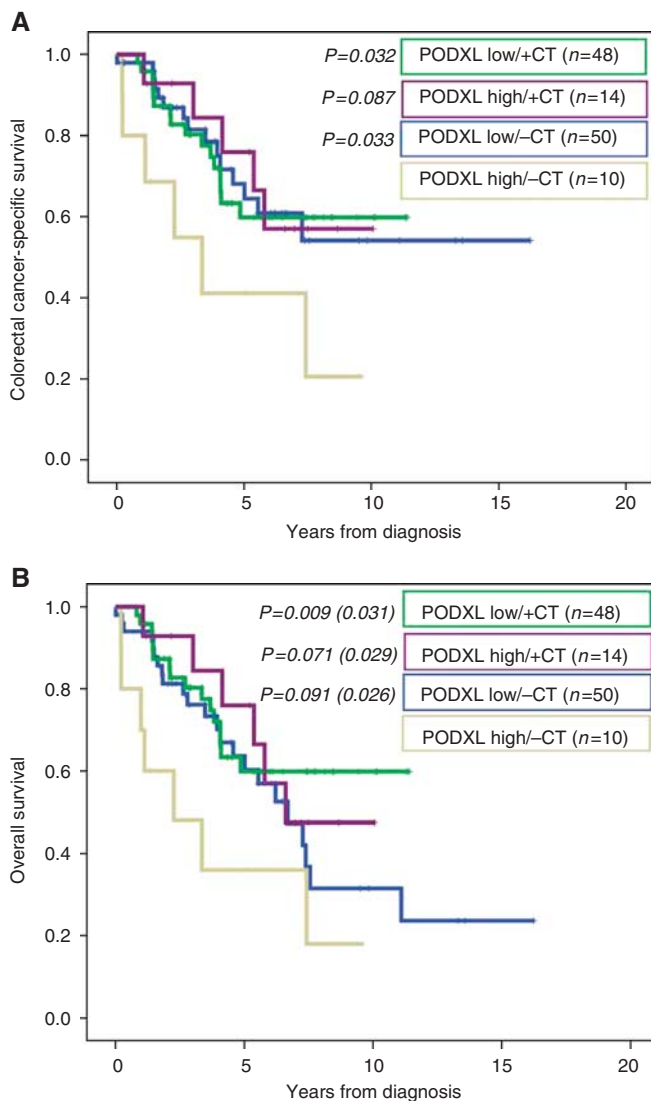 A
Colorectal cancer-specific survival
1.0
0.8
0.6
0.4
0.2
0.0
P=0.032 PODXL low/+CT (n=48)
P=0.087 PODXL high/+CT (n=14)
P=0.033 PODXL low/–CT (n=50)
PODXL high/–CT (n=10)
0 5 10 15 20
Years from diagnosis
B
Overall survival
1.0
0.8
0.6
0.4
0.2
0.0
P=0.009 (0.031) PODXL low/+CT (n=48)
P=0.071 (0.029) PODXL high/+CT (n=14)
P=0.091 (0.026) PODXL low/–CT (n=50)
PODXL high/–CT (n=10)
0 5 10 15 20
Years from diagnosis